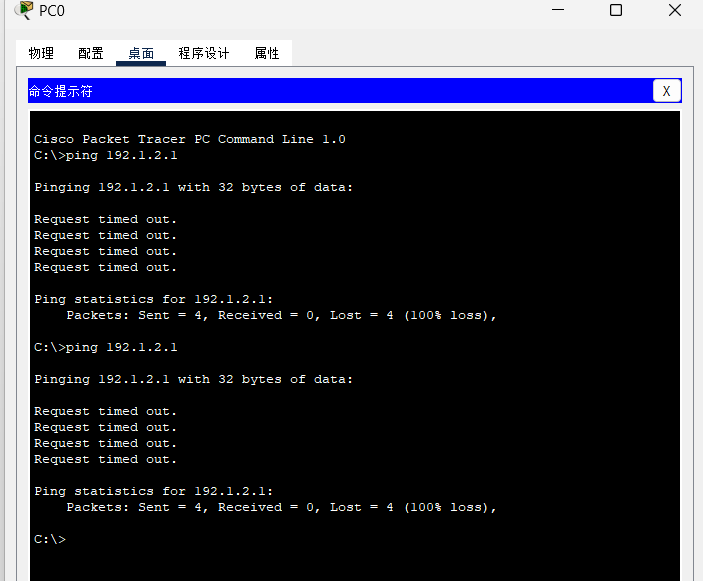 PC0
物理 配置 桌面 程序设计 属性
命令提示符 X
Cisco Packet Tracer PC Command Line 1.0
C:\>ping 192.1.2.1
Pinging 192.1.2.1 with 32 bytes of data:
Request timed out.
Request timed out.
Request timed out.
Request timed out.
Ping statistics for 192.1.2.1:
Packets: Sent = 4, Received = 0, Lost = 4 (100% loss),
C:\>ping 192.1.2.1
Pinging 192.1.2.1 with 32 bytes of data:
Request timed out.
Request timed out.
Request timed out.
Request timed out.
Ping statistics for 192.1.2.1:
Packets: Sent = 4, Received = 0, Lost = 4 (100% loss),
C:\>